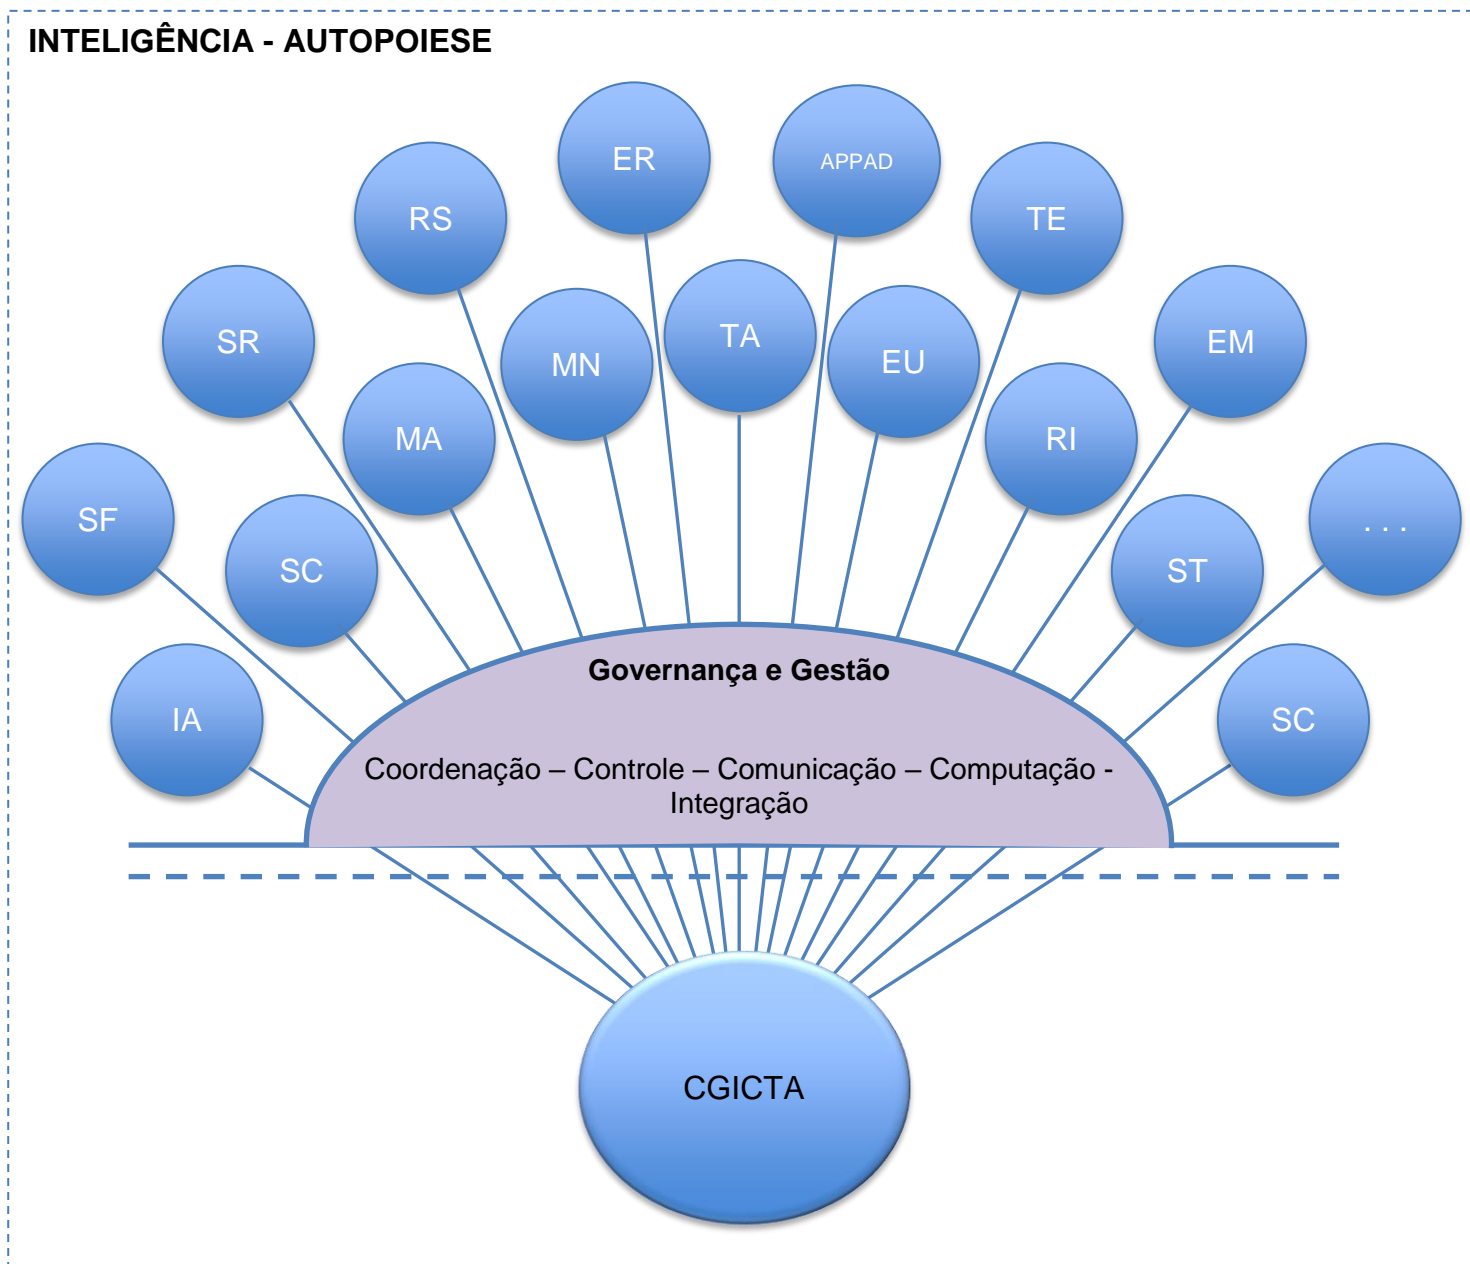 INTELIGÊNCIA - AUTOPOIESE
ER
APPAD
RS
TE
TA
SR
MN
EU
EM
MA
RI
SF
. . .
SC
ST
IA
SC
Governança e Gestão
Coordenação – Controle – Comunicação – Computação -
Integração
CGICTA